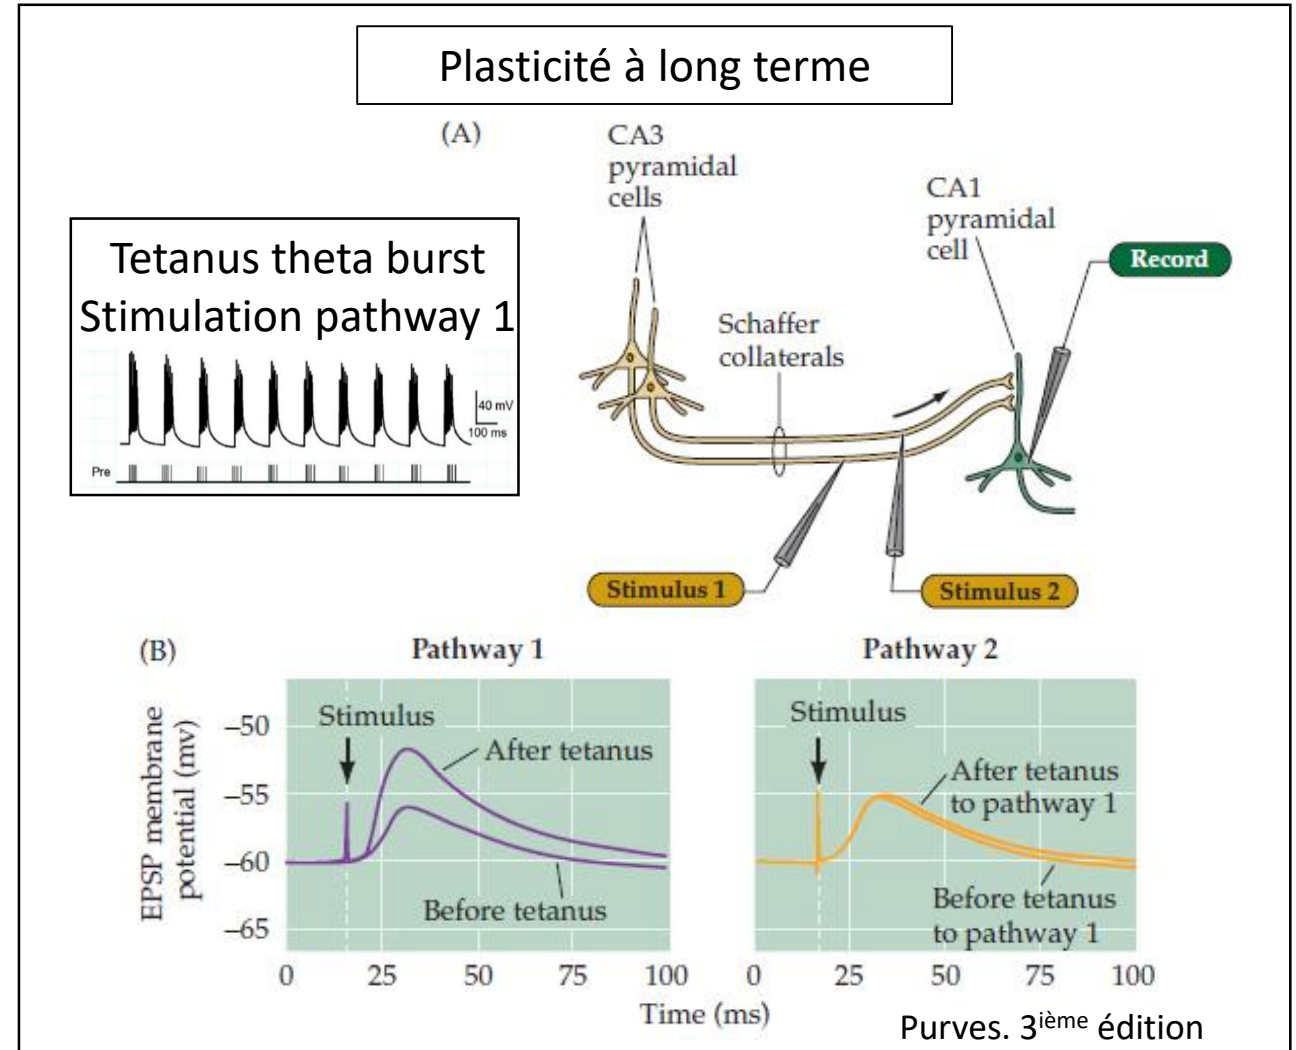 Plasticité à long terme
(A)
CA3
pyramidal
cells
CA1
pyramidal
cell
Record
Tetanus theta burst
Stimulation pathway 1
40 mV
100 ms
Pre
Schaffer
collaterals
Stimulus 1
Stimulus 2
(B)
Pathway 1
Pathway 2
EPSP membrane
potential (mv)
–50
–55
–60
–65
Stimulus
After tetanus
Before tetanus
0 25 50 75 100
Stimulus
After tetanus
to pathway 1
Before tetanus
to pathway 1
0 25 50 75 100
Time (ms)
Purves. 3ième édition